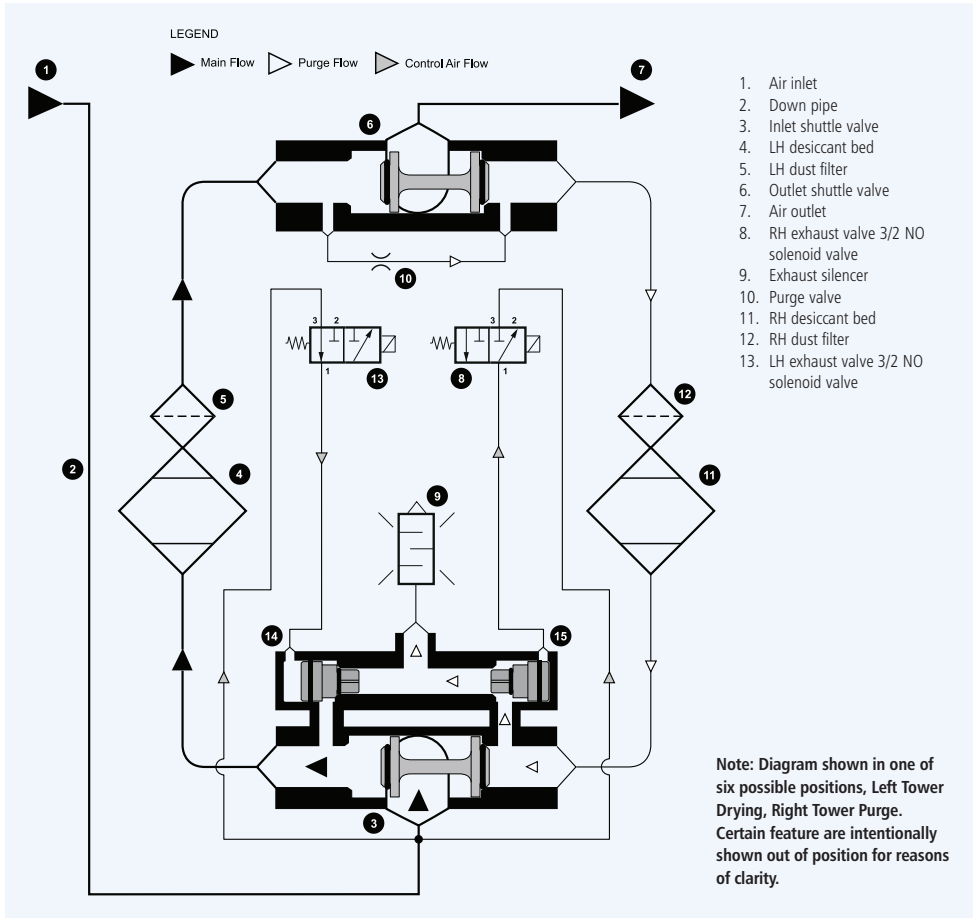 LEGEND
Main Flow
Purge Flow
Control Air Flow
1
7
6
10
3 2
1
13
3 2
1
8
5
12
2
4
11
9
14
15
3
1. Air inlet
2. Down pipe
3. Inlet shuttle valve
4. LH desiccant bed
5. LH dust filter
6. Outlet shuttle valve
7. Air outlet
8. RH exhaust valve 3/2 NO
solenoid valve
9. Exhaust silencer
10. Purge valve
11. RH desiccant bed
12. RH dust filter
13. LH exhaust valve 3/2 NO
solenoid valve
Note: Diagram shown in one of
six possible positions, Left Tower
Drying, Right Tower Purge.
Certain feature are intentionally
shown out of position for reasons
of clarity.